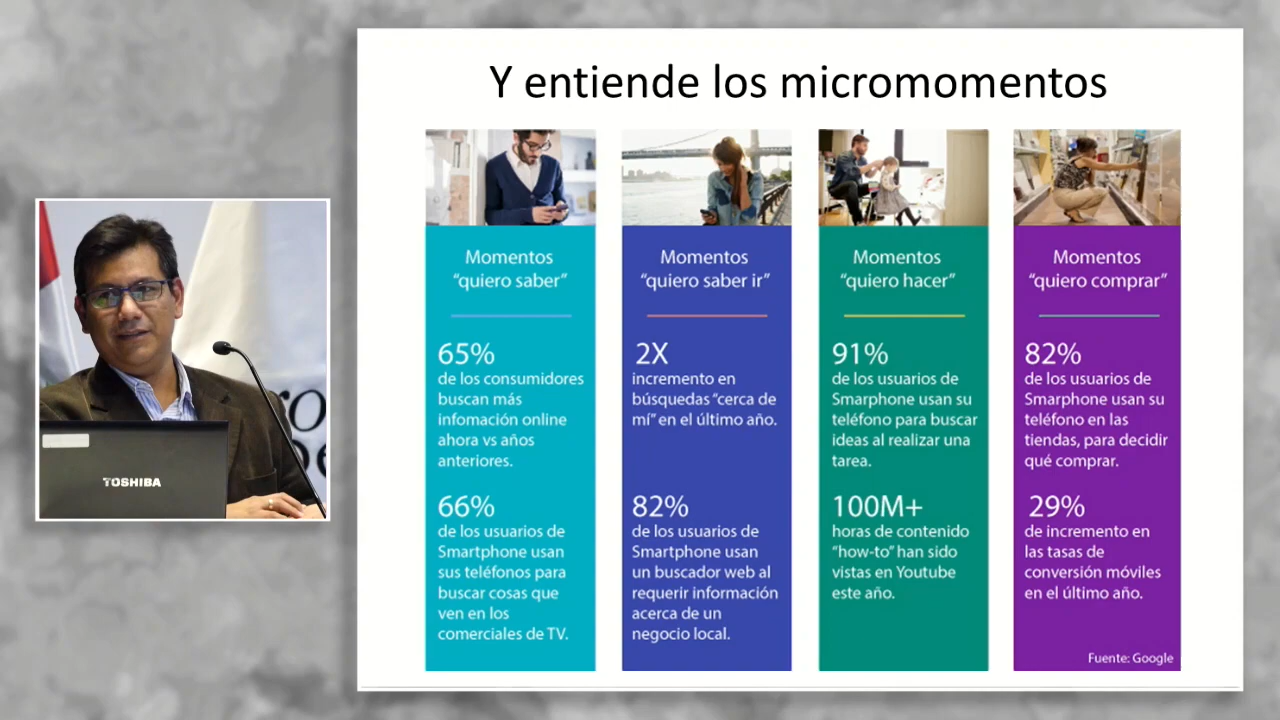 Y entiende los micromomentos
Momentos
“quiero saber”
65%
de los consumidores
buscan más
infomación online
ahora vs años
anteriores.
66%
de los usuarios de
Smartphone usan
sus teléfonos para
buscar cosas que
ven en los
comerciales de TV.
Momentos
“quiero saber ir”
2X
incremento en
búsquedas “cerca de
mí” en el último año.
82%
de los usuarios de
Smartphone usan
un buscador web al
requerir información
acerca de un
negocio local.
Momentos
“quiero hacer”
91%
de los usuarios de
Smarphone usan su
teléfono para buscar
ideas al realizar una
tarea.
100M+
horas de contenido
“how-to” han sido
vistas en Youtube
este año.
Momentos
“quiero comprar”
82%
de los usuarios de
Smarphone usan su
teléfono en las
tiendas, para decidir
qué comprar.
29%
de incremento en
las tasas de
conversión móviles
en el último año.
Fuente: Google
TOSHIBA